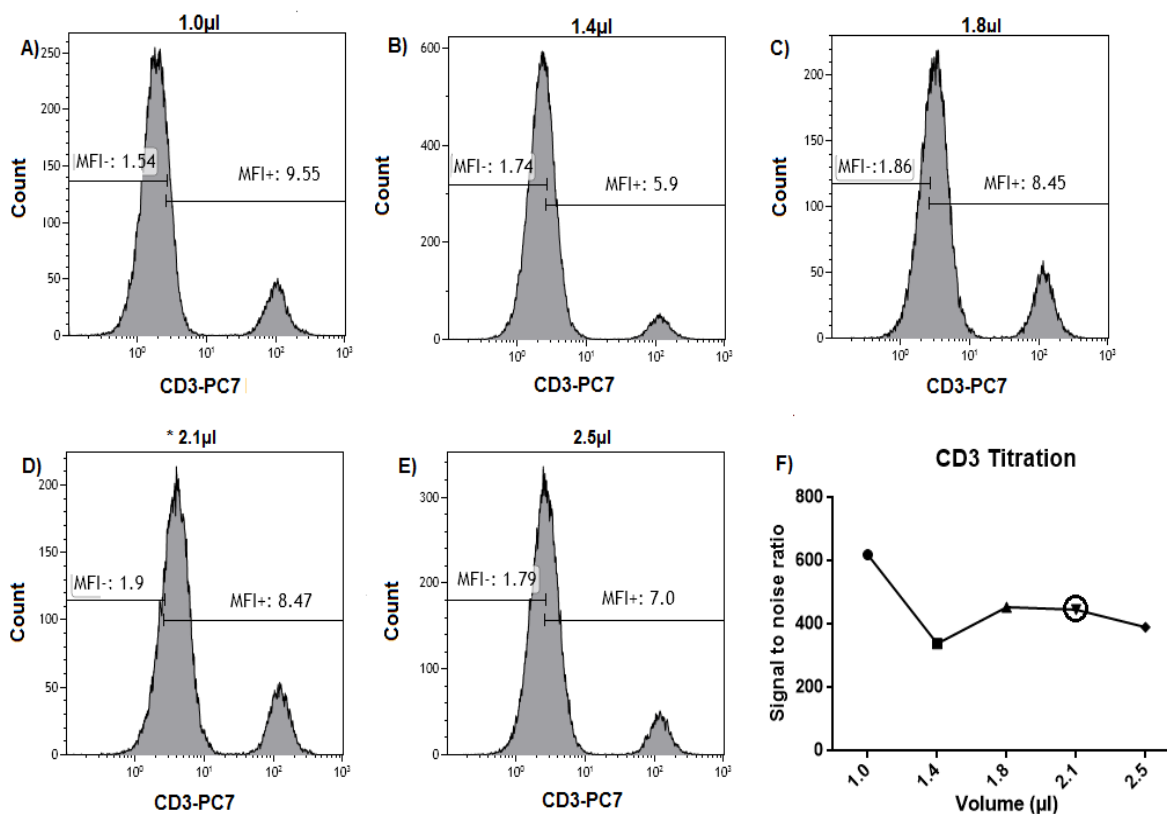 1.0µl
A)
250
200
150
100
50
0
Count
MFI-: 1.54
MFI+: 9.55
10⁰ 10¹ 10² 10³
CD3-PC7
1.4µl
B)
600
400
200
0
Count
MFI-: 1.74
MFI+: 5.9
10⁰ 10¹ 10² 10³
CD3-PC7
1.8µl
C)
200
150
100
50
0
Count
MFI-:1.86
MFI+: 8.45
10⁰ 10¹ 10² 10³
CD3-PC7
* 2.1µl
D)
200
150
100
50
0
Count
MFI-: 1.9
MFI+: 8.47
10⁰ 10¹ 10² 10³
CD3-PC7
2.5µl
E)
300
200
100
0
Count
MFI-: 1.79
MFI+: 7.0
10⁰ 10¹ 10² 10³
CD3-PC7
F)
CD3 Titration
800
600
400
200
0
Signal to noise ratio
1.0 1.4 1.8 2.1 2.5
Volume (µl)